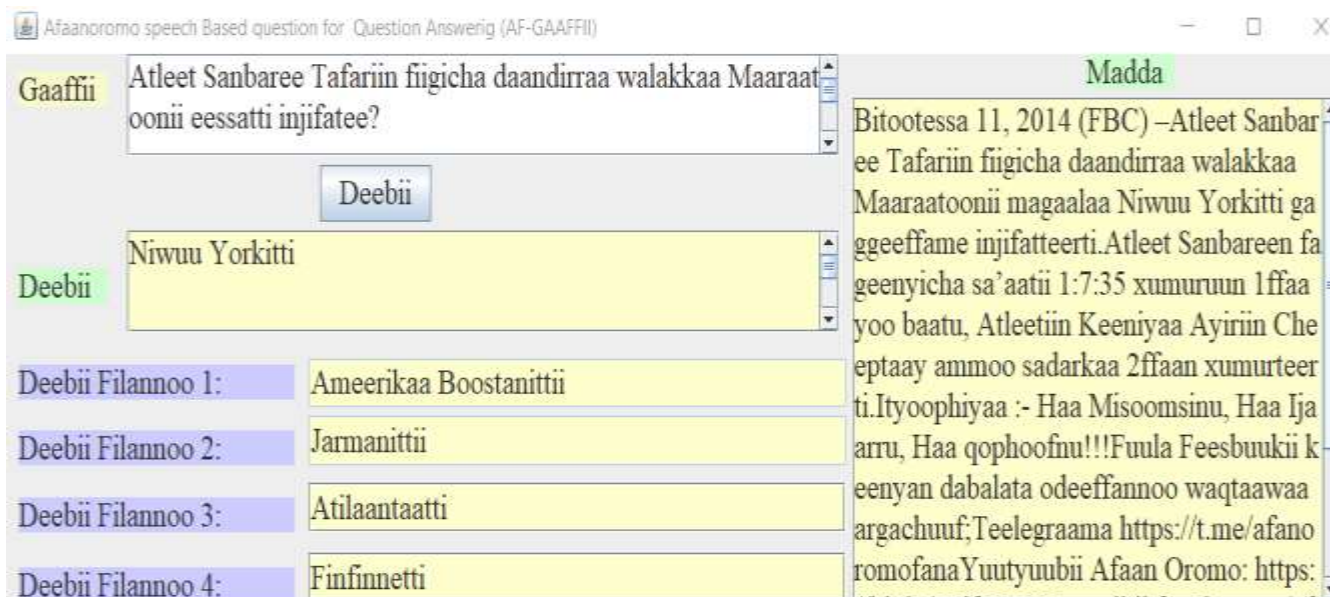 Afaanoromo speech Based question for Question Answerig (AF-GAAFFII)
Gaaffii
Atleet Sanbaree Tafariin fiigicha daandirraa walakkaa Maaraat
oonii eessatti injifatee?
Deebii
Deebii
Niwuu Yorkitti
Deebii Filannoo 1:
Ameerikaa Boostanittii
Deebii Filannoo 2:
Jarmanittii
Deebii Filannoo 3:
Atilaantaatti
Deebii Filannoo 4:
Finfinnetti
Madda
Bitootessa 11, 2014 (FBC) –Atleet Sanbar
ee Tafariin fiigicha daandirraa walakkaa
Maaraatoonii magaalaa Niwuu Yorkitti ga
ggeeffame injifatteerti.Atleet Sanbareen fa
geenyicha sa’aatii 1:7:35 xumuruun 1ffaa
yoo baatu, Atleetiin Keeniyaa Ayiriin Che
eptaay ammoo sadarkaa 2ffaan xumurteer
ti.Ityoophiyaa :- Haa Misoomsinu, Haa Ija
arru, Haa qophoofnu!!!Fuula Feesbuukii k
eenyan dabalata odeeffannoo waqtaawaa
argachuuf;Teelegraama https://t.me/afano
romofanaYuutyuubii Afaan Oromo: https: